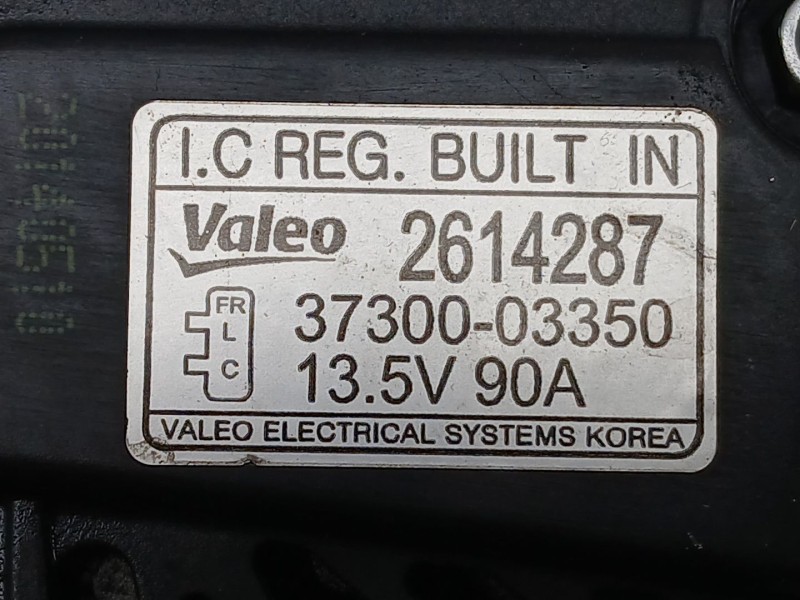 I.C REG. BUILT IN
Valeo 2614287
FR
L
C
37300-03350
13.5V 90A
VALEO ELECTRICAL SYSTEMS KOREA